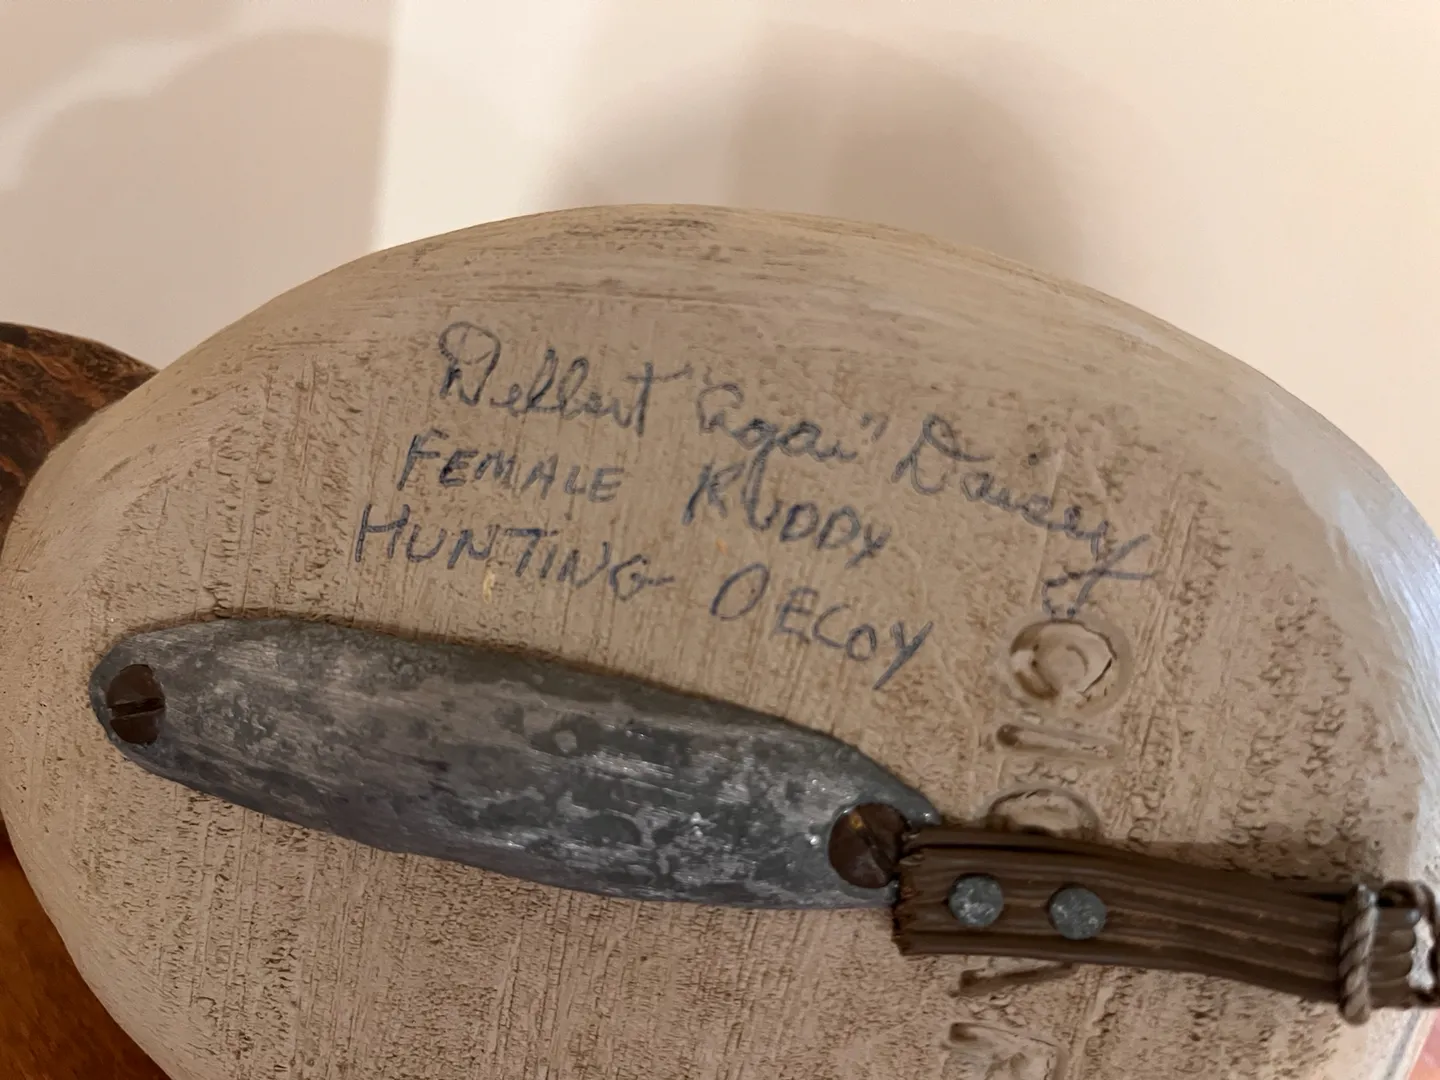 Delbert "Cigar" Daisey
FEMALE RUDDY
HUNTING DECOY